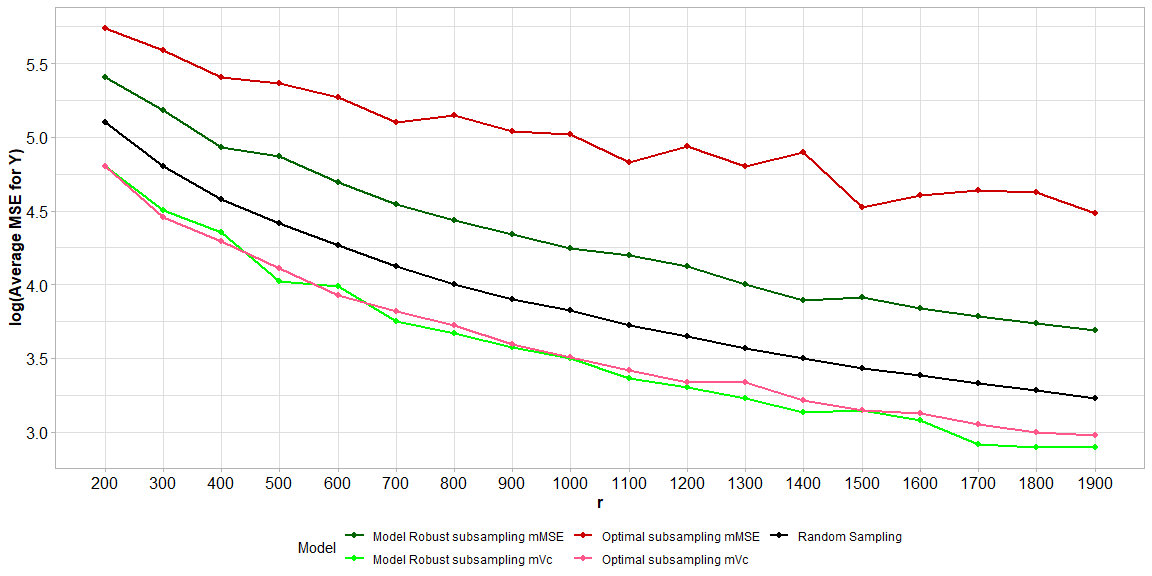 log(Average MSE for Y)
5.5
5.0
4.5
4.0
3.5
3.0
200 300 400 500 600 700 800 900 1000 1100 1200 1300 1400 1500 1600 1700 1800 1900
r
Model
Model Robust subsampling mMSE Optimal subsampling mMSE Random Sampling
Model Robust subsampling mVc Optimal subsampling mVc